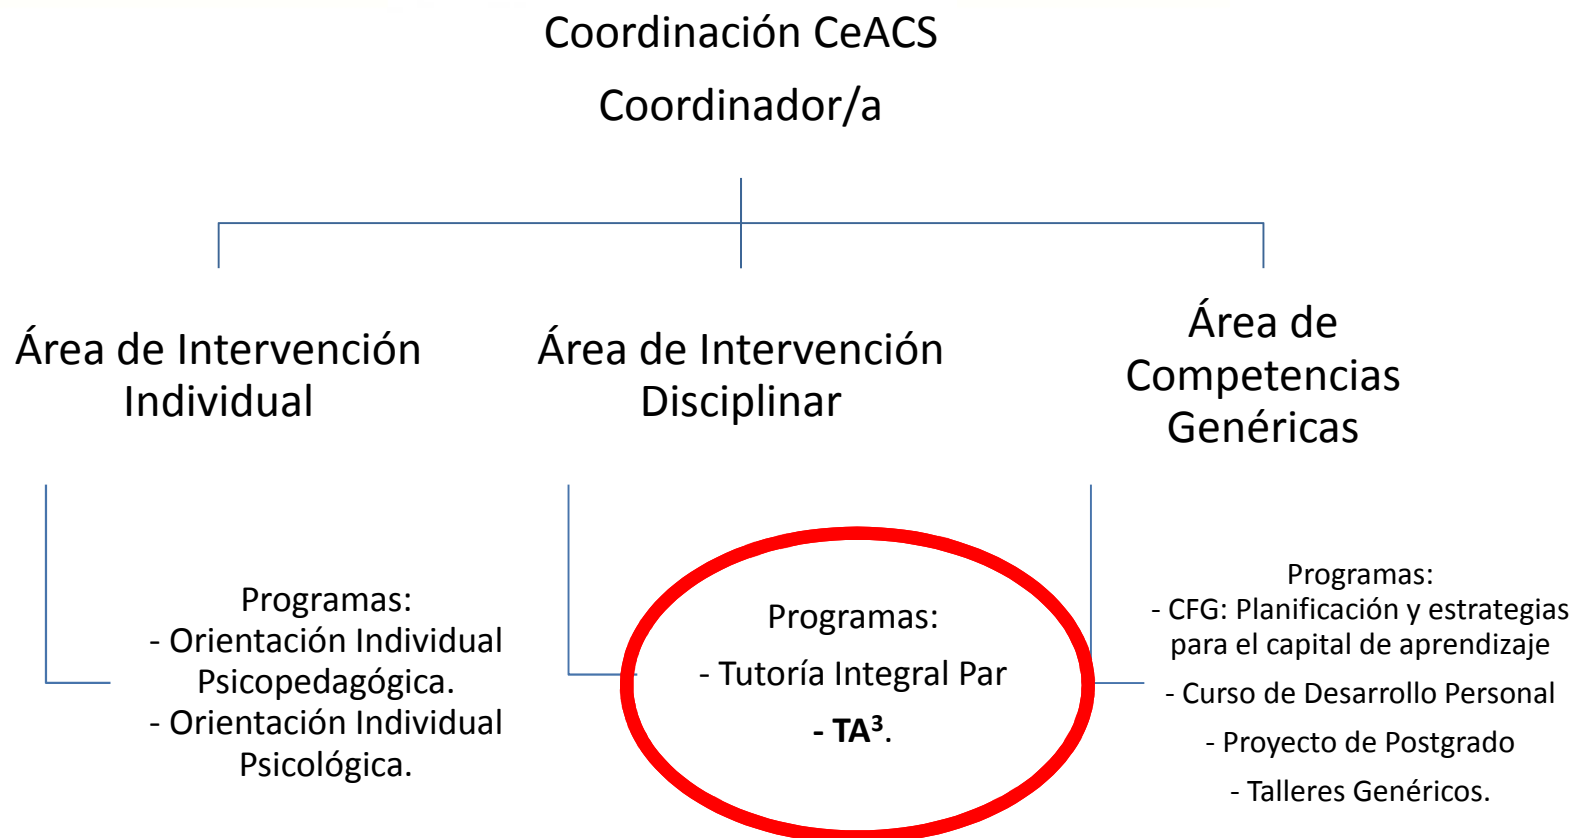 Coordinación CeACS
Coordinador/a
Área de Intervención
Individual
Área de Intervención
Disciplinar
Área de
Competencias
Genéricas
Programas:
- Orientación Individual
Psicopedagógica.
- Orientación Individual
Psicológica.
Programas:
- Tutoría Integral Par
- TA³.
Programas:
- CFG: Planificación y estrategias
para el capital de aprendizaje
- Curso de Desarrollo Personal
- Proyecto de Postgrado
- Talleres Genéricos.